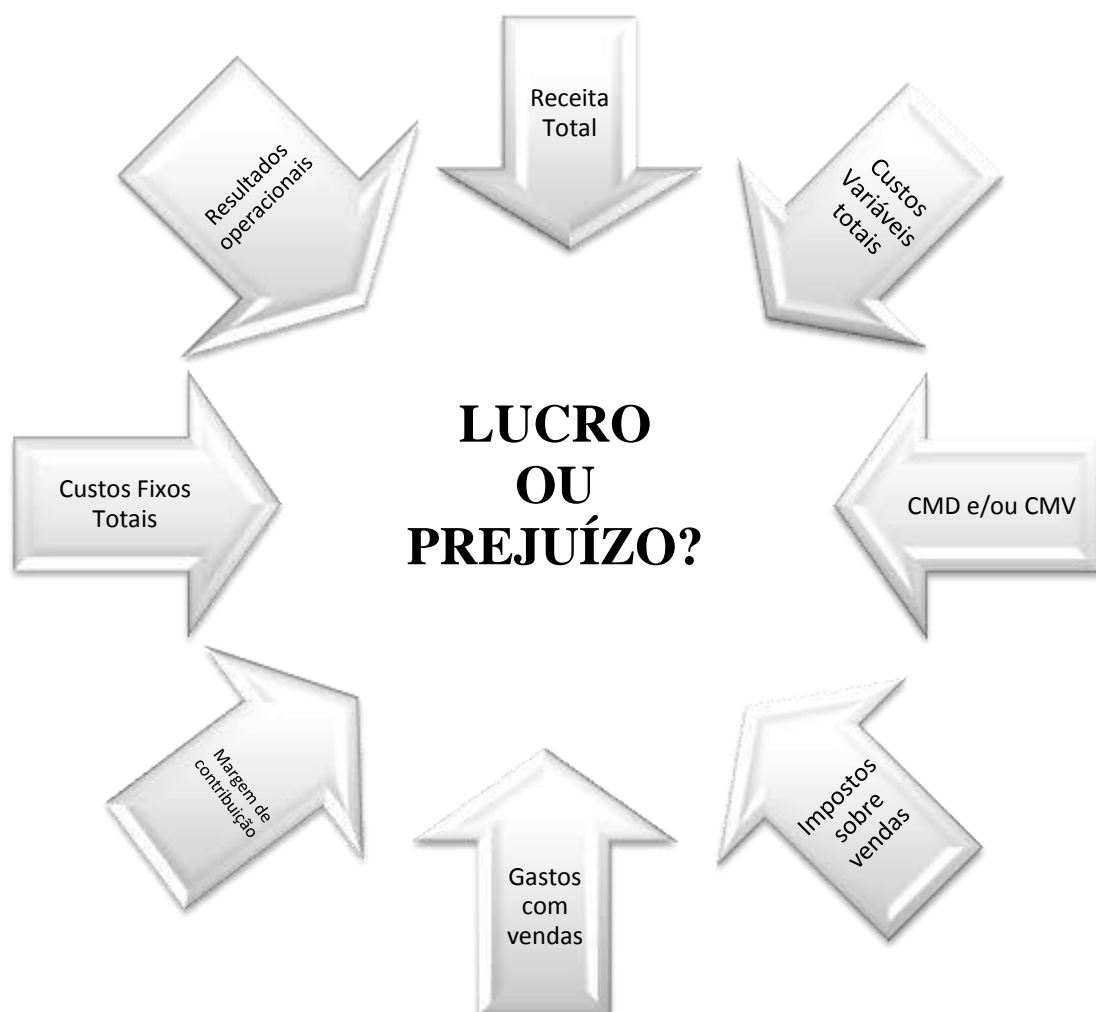 Receita
Total
Custos
Variáveis
totais
CMD e/ou CMV
Impostos
sobre
vendas
Gastos
com
vendas
Margem de
contribuição
Custos Fixos
Totais
Resultados
operacionais
LUCRO
OU
PREJUÍZO?